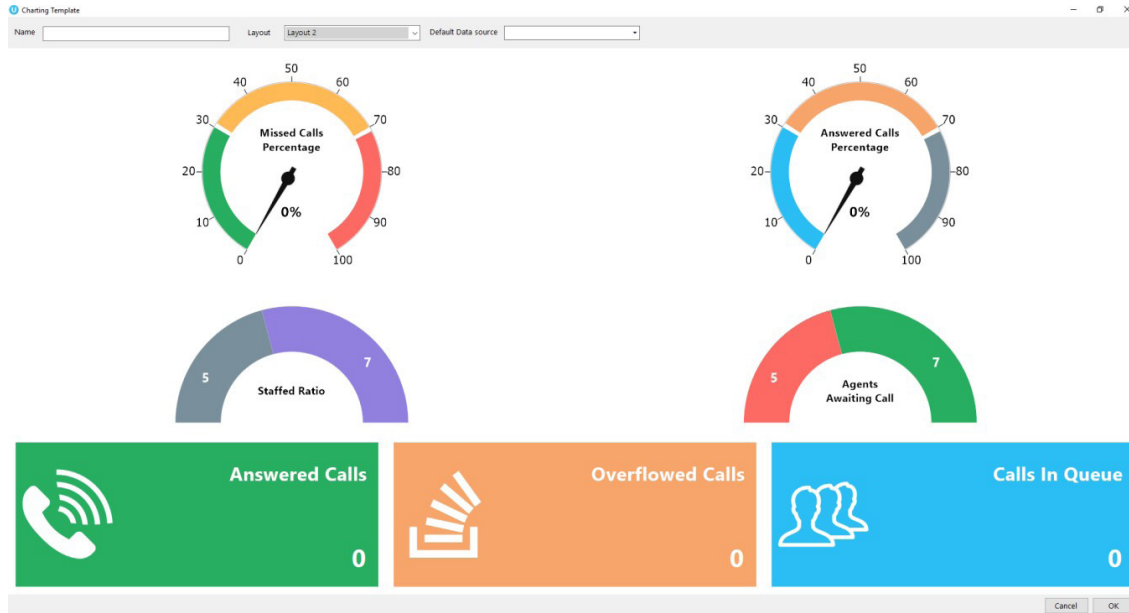 Charting Template
Name
Layout
Layout 2
Default Data source
50
50
40
60
40
60
30
70
30
70
Missed Calls
Percentage
Answered Calls
Percentage
20
80
20
80
0%
0%
10
90
10
90
0
100
0
100
5
7
Staffed Ratio
5
7
Agents
Awaiting Call
Answered Calls
0
Overflowed Calls
0
Calls In Queue
0
Cancel
OK